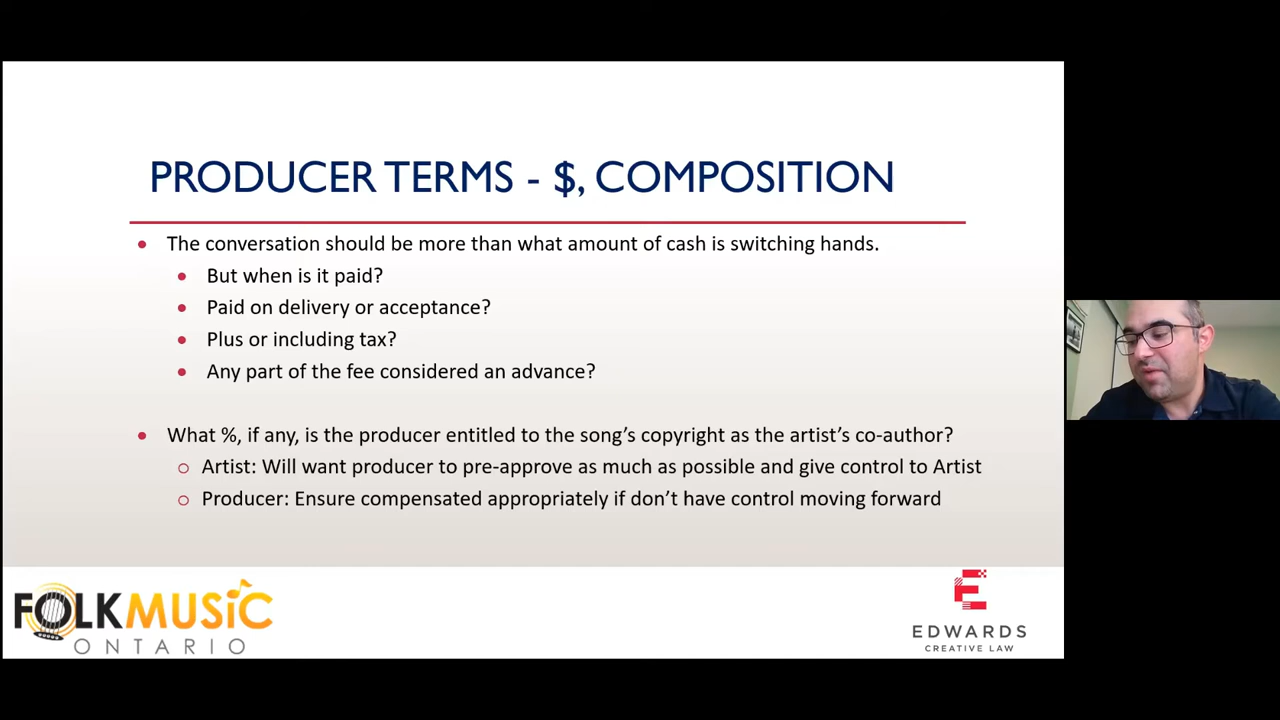 PRODUCER TERMS - $, COMPOSITION
The conversation should be more than what amount of cash is switching hands.
But when is it paid?
Paid on delivery or acceptance?
Plus or including tax?
Any part of the fee considered an advance?
What %, if any, is the producer entitled to the song's copyright as the artist's co-author?
Artist: Will want producer to pre-approve as much as possible and give control to Artist
Producer: Ensure compensated appropriately if don't have control moving forward
FOLKMUSIC
ONTARIO
E
EDWARDS
CREATIVE LAW